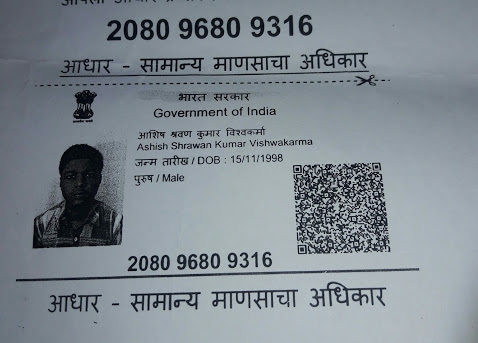 2080 9680 9316
आधार - सामान्य माणसाचा अधिकार
भारत सरकार
Government of India
आशिष श्रवण कुमार विश्वकर्मा
Ashish Shrawan Kumar Vishwakarma
जन्म तारीख / DOB : 15/11/1998
पुरुष / Male
2080 9680 9316
आधार - सामान्य माणसाचा अधिकार